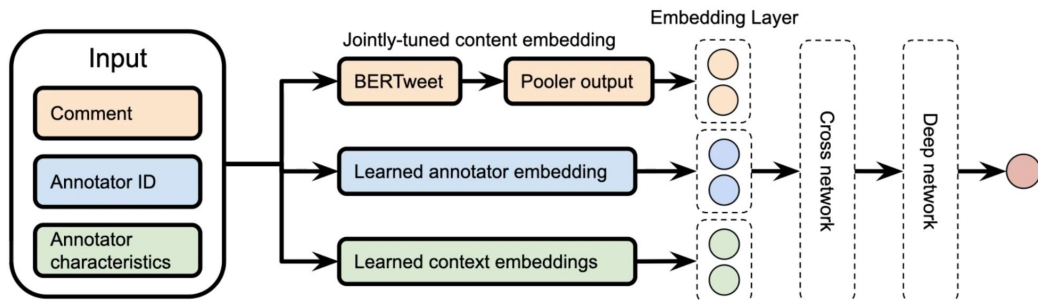 Embedding Layer
Input
Jointly-tuned content embedding
Comment
BERTweet
Pooler output
Annotator ID
Learned annotator embedding
Annotator
characteristics
Learned context embeddings
Cross network
Deep network